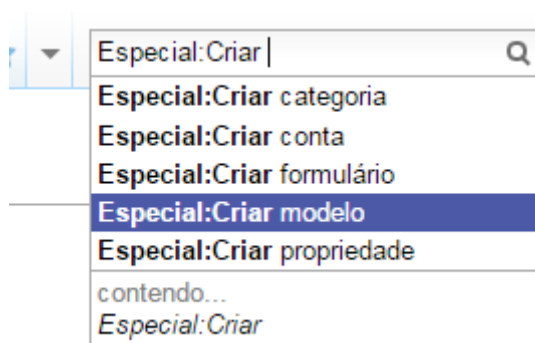 Especial:Criar
Especial:Criar categoria
Especial:Criar conta
Especial:Criar formulário
Especial:Criar modelo
Especial:Criar propriedade
contendo...
Especial:Criar